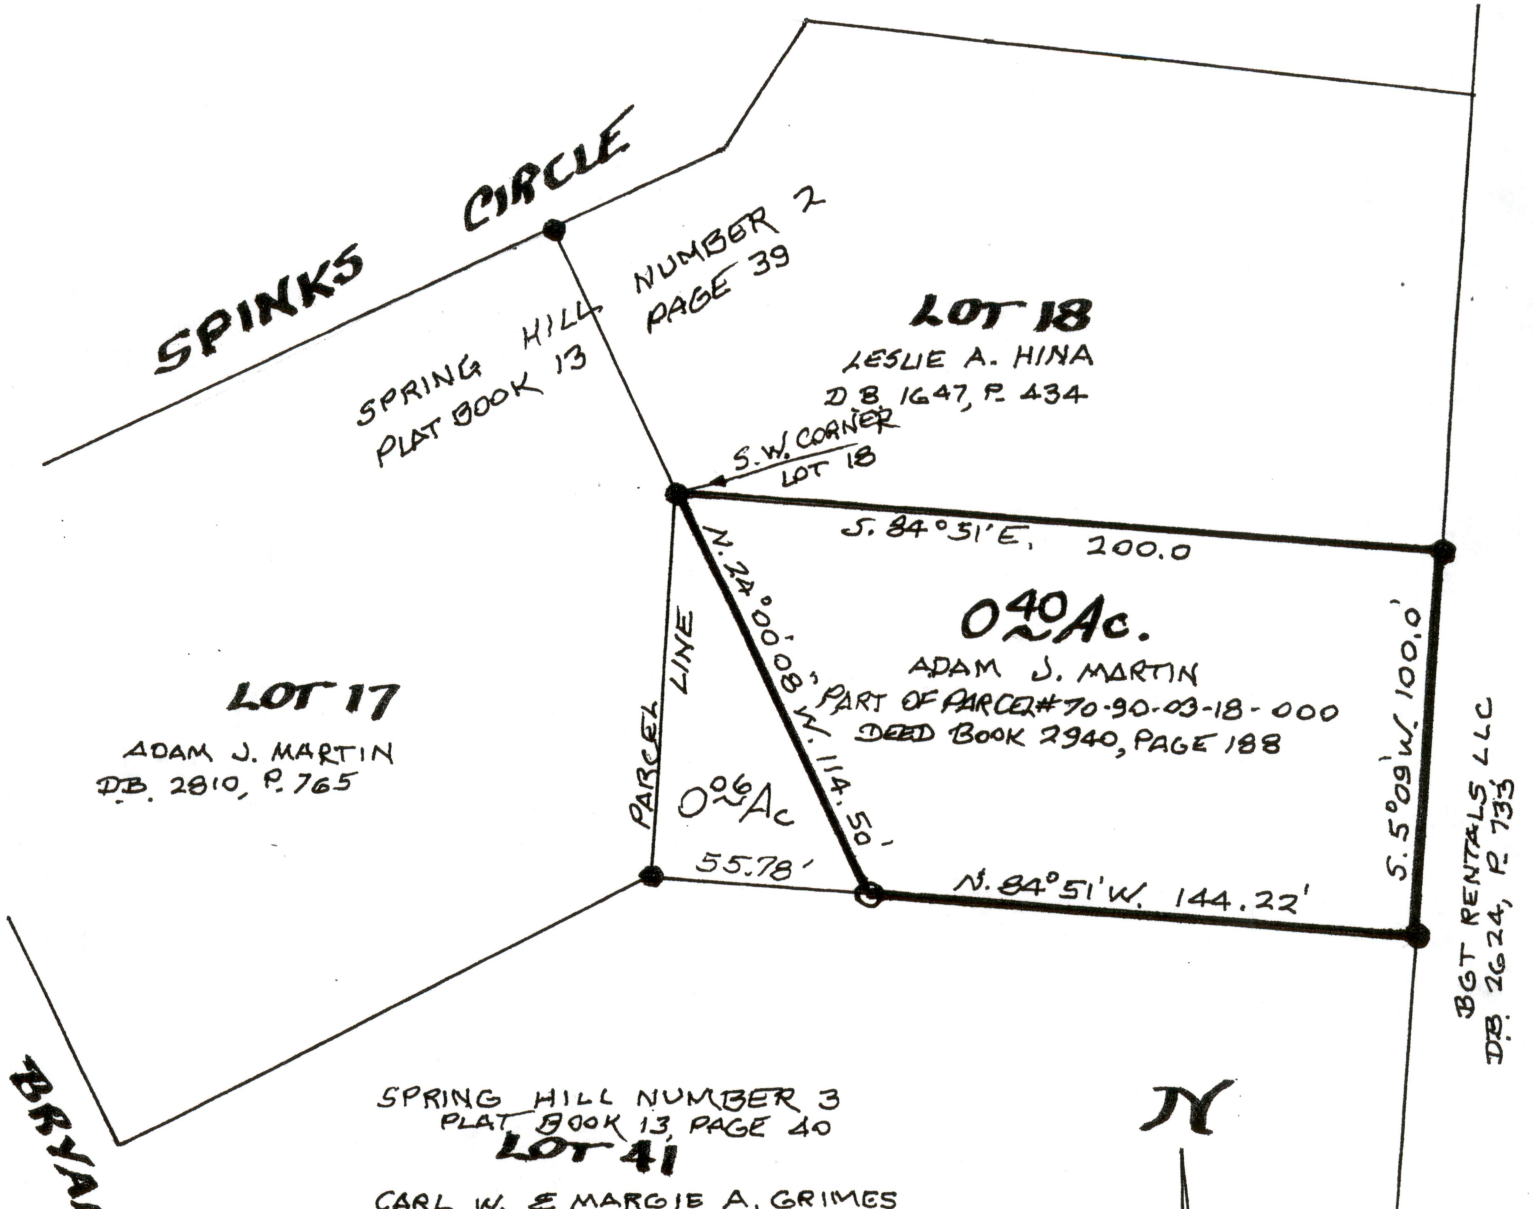 SPINKS CIRCLE
SPRING HILL NUMBER 2
PLAT BOOK 13 PAGE 39
LOT 18
LESLIE A. HINA
D B 1647, P. 434
S.W. CORNER
LOT 18
S. 84°51'E. 200.0
N. 24°00'08" W. 114.50'
0 40 Ac.
ADAM J. MARTIN
PART OF PARCEL# 70-90-03-18-000
DEED BOOK 2940, PAGE 188
S. 5°09'W. 100.0'
BGT RENTALS LLC
D.B. 2624, P. 733
PARCEL LINE
LOT 17
ADAM J. MARTIN
D.B. 2810, P. 765
0 06 Ac
55.78'
N. 84°51'W. 144.22'
SPRING HILL NUMBER 3
PLAT BOOK 13, PAGE 40
LOT 41
CARL W. & MARGIE A. GRIMES
N
BRYA